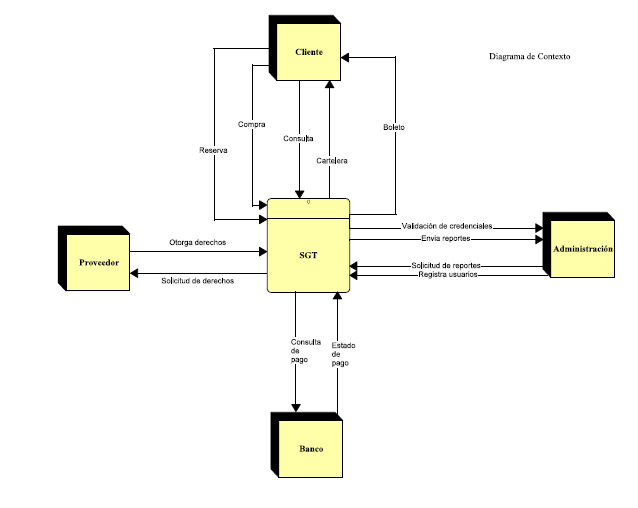 Cliente
Diagrama de Contexto
Compra
Boleto
Consulta
Reserva
Cartelera
0
Validación de credenciales
Envia reportes
Otorga derechos
Administración
SGT
Proveedor
Solicitud de reportes
Registra usuarios
Solicitud de derechos
Consulta
de
pago
Estado
de
pago
Banco